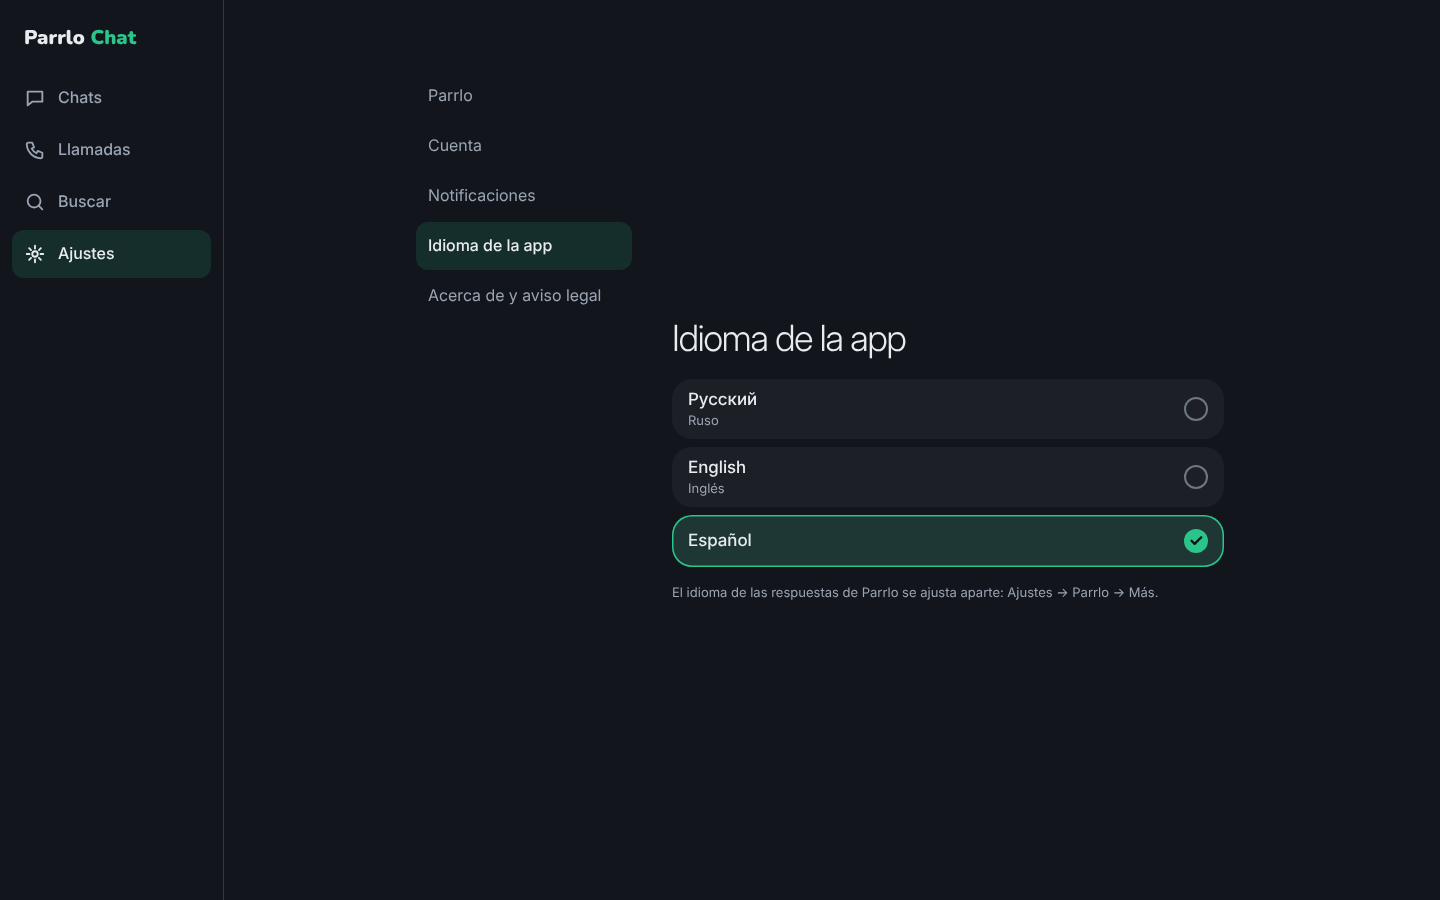 Parrlo Chat
Chats
Llamadas
Buscar
Ajustes
Parrlo
Cuenta
Notificaciones
Idioma de la app
Acerca de y aviso legal
Idioma de la app
Русский
Ruso
English
Inglés
Español
El idioma de las respuestas de Parrlo se ajusta aparte: Ajustes → Parrlo → Más.